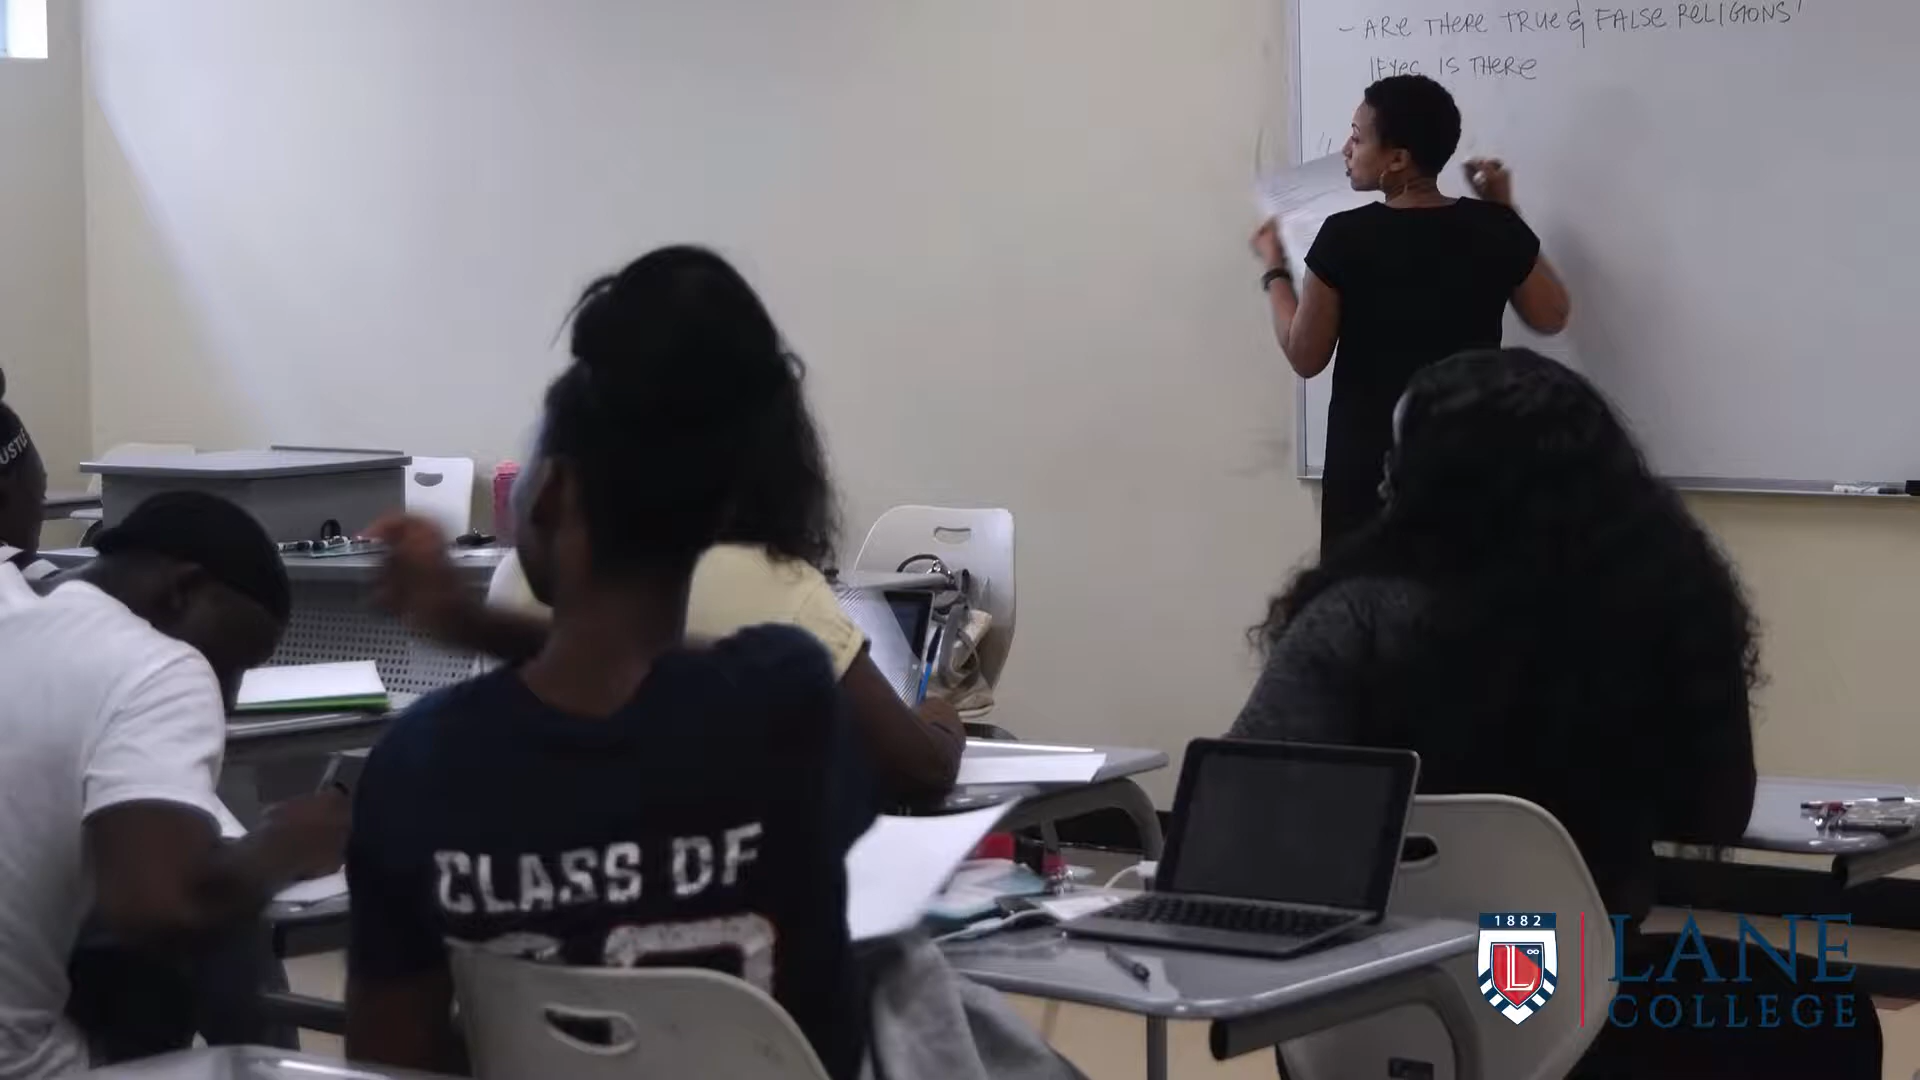 - ARE THERE TRUE & FALSE RELIGIONS?
IF YES IS THERE
CLASS OF
1882
L
LANE
COLLEGE